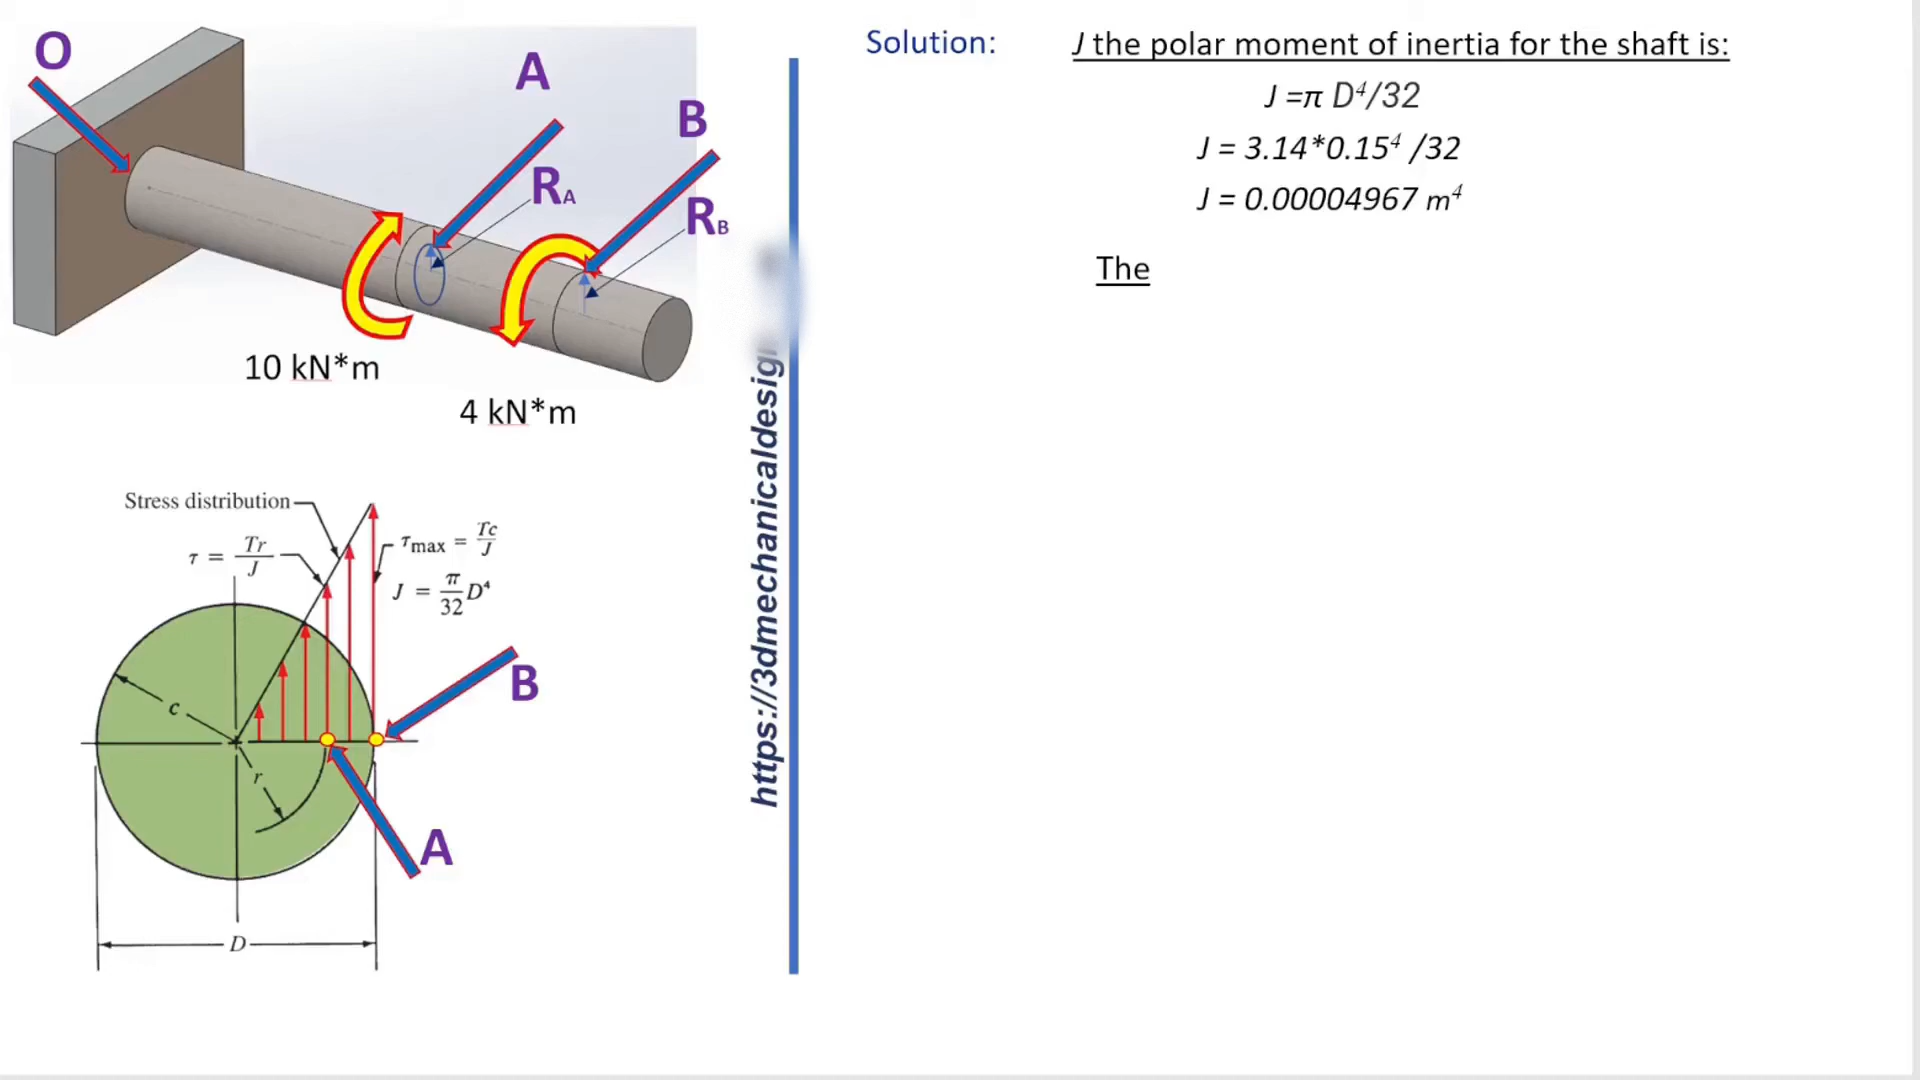 O
A
B
RA
RB
10 kN*m
4 kN*m
Stress distribution
τ = Tr/J
τmax = Tc/J
J = π/32 D⁴
c
r
D
B
A
https://3dmechanicaldesig
Solution:
J the polar moment of inertia for the shaft is:
J =π D⁴/32
J = 3.14*0.15⁴ /32
J = 0.00004967 m⁴
The